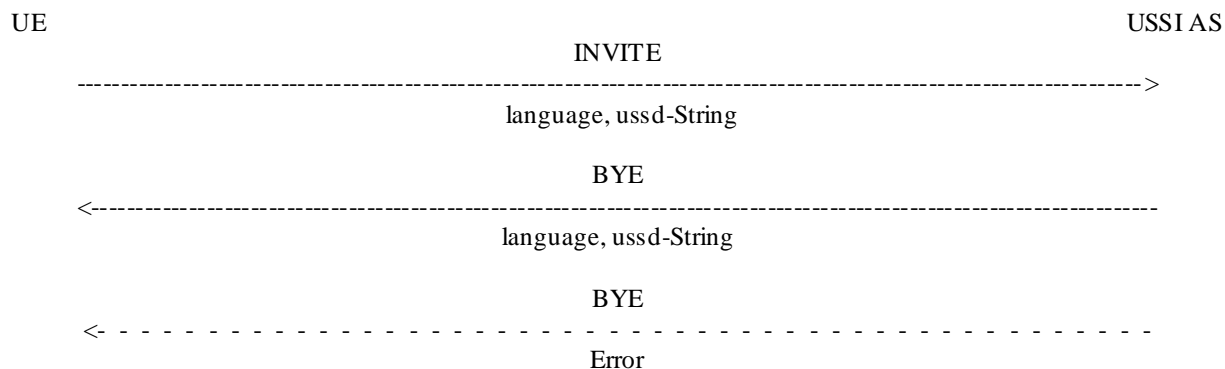 UE USSI AS
INVITE
language, ussd-String
BYE
language, ussd-String
BYE
Error